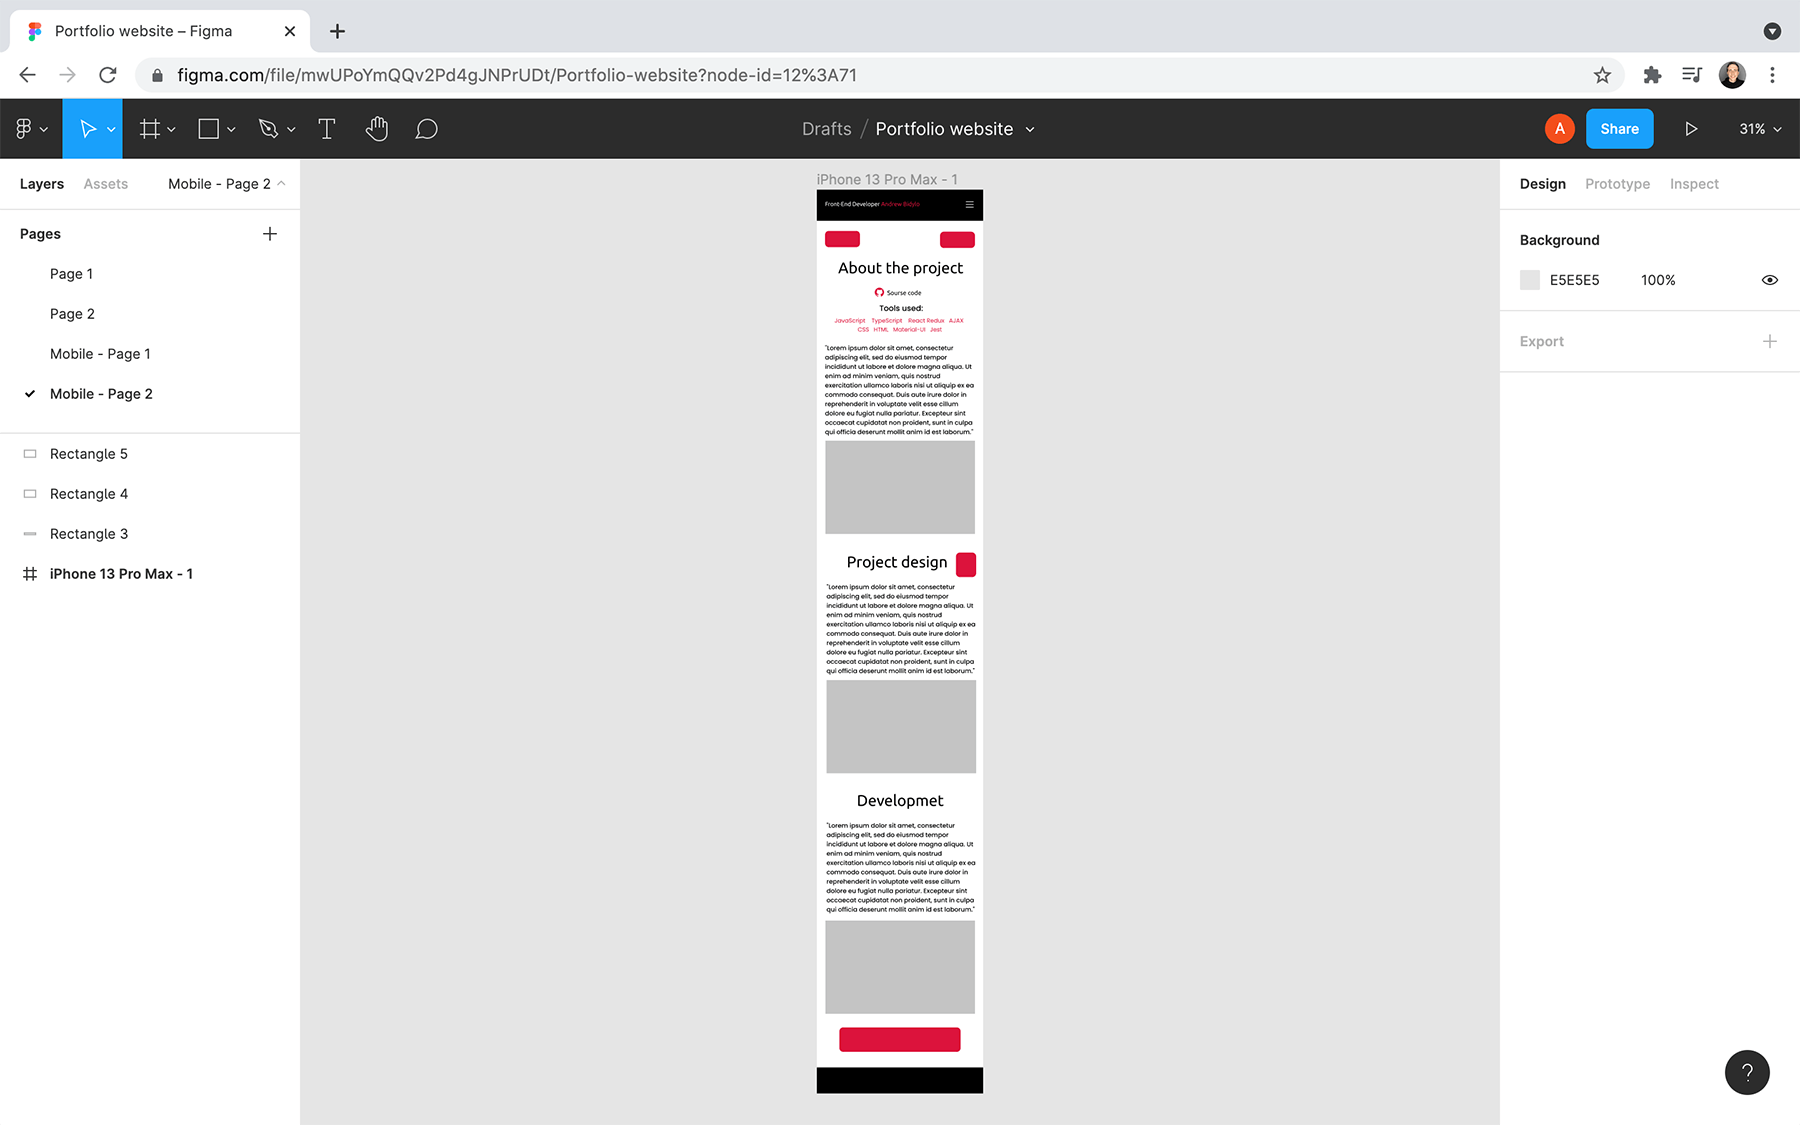 Portfolio website – Figma
figma.com/file/mwUPoYmQQv2Pd4gJNPrUDt/Portfolio-website?node-id=12%3A71
Drafts / Portfolio website
A
Share
31%
Layers
Assets
Mobile - Page 2
Pages
Page 1
Page 2
Mobile - Page 1
Mobile - Page 2
Rectangle 5
Rectangle 4
Rectangle 3
iPhone 13 Pro Max - 1
iPhone 13 Pro Max - 1
Front-End Developer Andrew Bidylo
About the project
Sourse code
Tools used:
JavaScript TypeScript React Redux AJAX
CSS HTML Material-UI Jest
"Lorem ipsum dolor sit amet, consectetur
adipiscing elit, sed do eiusmod tempor
incididunt ut labore et dolore magna aliqua. Ut
enim ad minim veniam, quis nostrud
exercitation ullamco laboris nisi ut aliquip ex ea
commodo consequat. Duis aute irure dolor in
reprehenderit in voluptate velit esse cillum
dolore eu fugiat nulla pariatur. Excepteur sint
occaecat cupidatat non proident, sunt in culpa
qui officia deserunt mollit anim id est laborum."
Project design
"Lorem ipsum dolor sit amet, consectetur
adipiscing elit, sed do eiusmod tempor
incididunt ut labore et dolore magna aliqua. Ut
enim ad minim veniam, quis nostrud
exercitation ullamco laboris nisi ut aliquip ex ea
commodo consequat. Duis aute irure dolor in
reprehenderit in voluptate velit esse cillum
dolore eu fugiat nulla pariatur. Excepteur sint
occaecat cupidatat non proident, sunt in culpa
qui officia deserunt mollit anim id est laborum."
Developmet
"Lorem ipsum dolor sit amet, consectetur
adipiscing elit, sed do eiusmod tempor
incididunt ut labore et dolore magna aliqua. Ut
enim ad minim veniam, quis nostrud
exercitation ullamco laboris nisi ut aliquip ex ea
commodo consequat. Duis aute irure dolor in
reprehenderit in voluptate velit esse cillum
dolore eu fugiat nulla pariatur. Excepteur sint
occaecat cupidatat non proident, sunt in culpa
qui officia deserunt mollit anim id est laborum."
Design
Prototype
Inspect
Background
E5E5E5
100%
Export
?